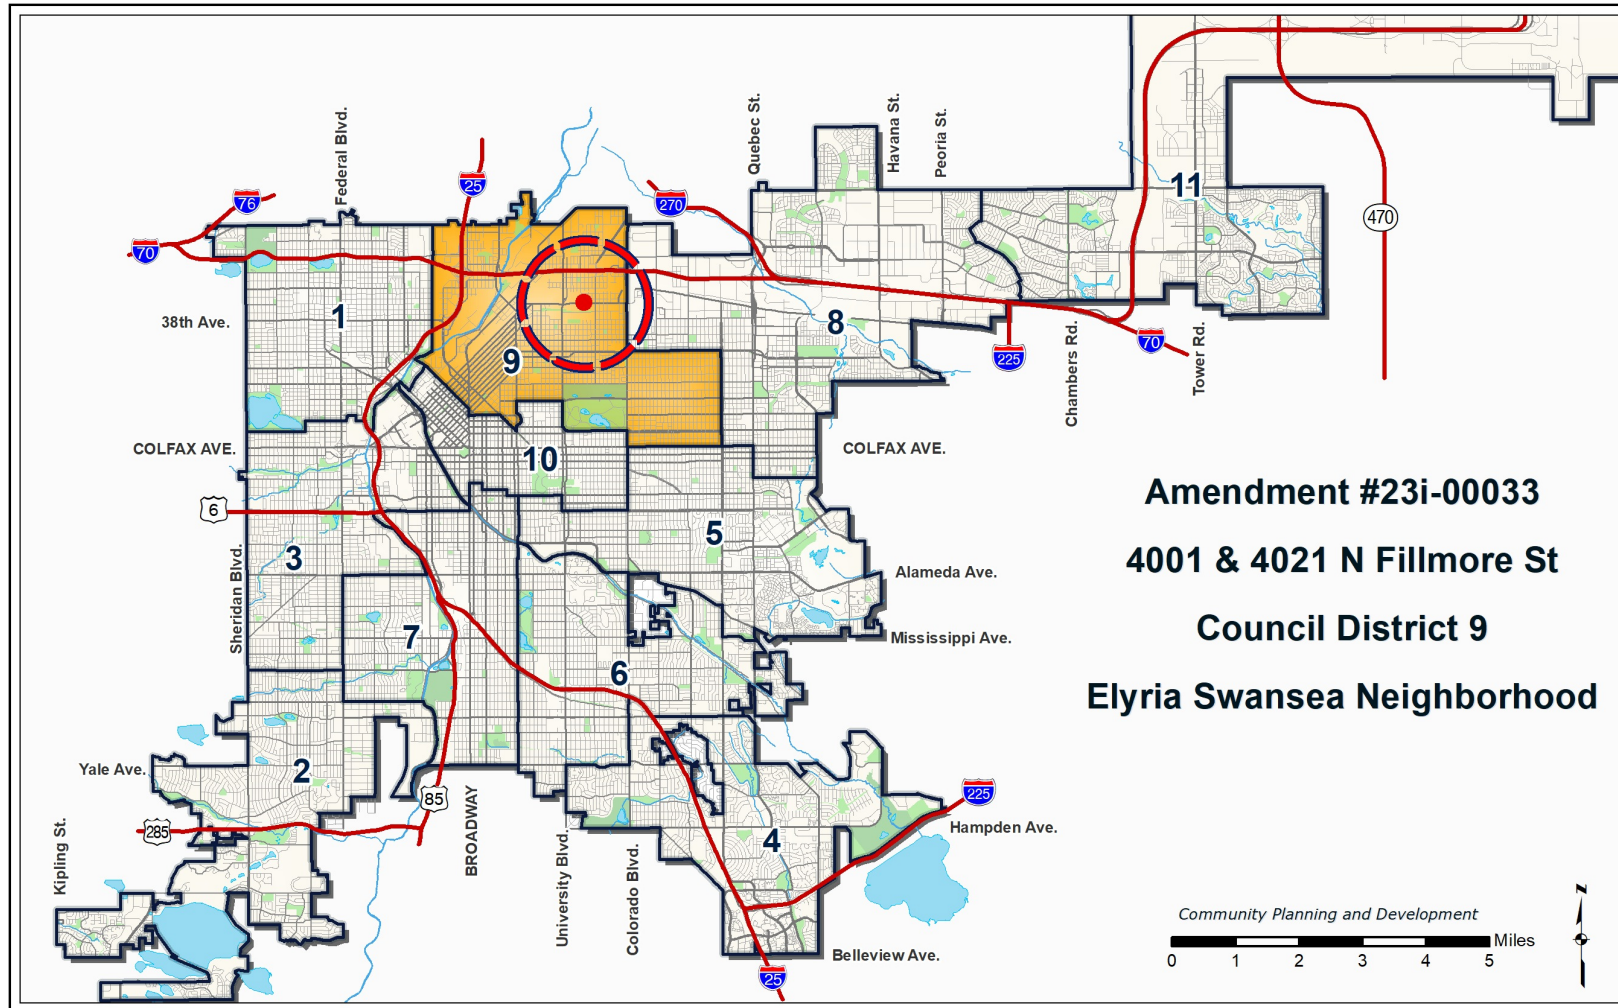 Federal Blvd.
Quebec St.
Havana St.
Peoria St.
76
25
270
11
470
70
1
38th Ave.
8
9
225
70
Chambers Rd.
Tower Rd.
COLFAX AVE.
10
COLFAX AVE.
6
5
3
Sheridan Blvd.
Alameda Ave.
7
Mississippi Ave.
6
Yale Ave.
2
85
225
285
BROADWAY
Hampden Ave.
4
Kipling St.
University Blvd.
Colorado Blvd.
Belleview Ave.
25
Amendment #23i-00033
4001 & 4021 N Fillmore St
Council District 9
Elyria Swansea Neighborhood
Community Planning and Development
Miles
0 1 2 3 4 5
Z